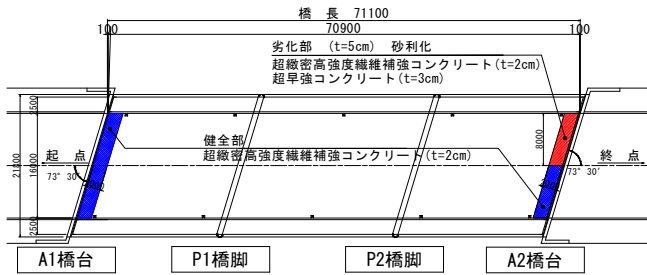 橋 長 71100
100 70900 100
劣化部 (t=5cm) 砂利化
超緻密高強度繊維補強コンクリート(t=2cm)
超早強コンクリート(t=3cm)
2500
健全部
超緻密高強度繊維補強コンクリート(t=2cm)
8000
起 点
終 点
73° 30′
73° 30′
16000
2500
A1橋台
P1橋脚
P2橋脚
A2橋台